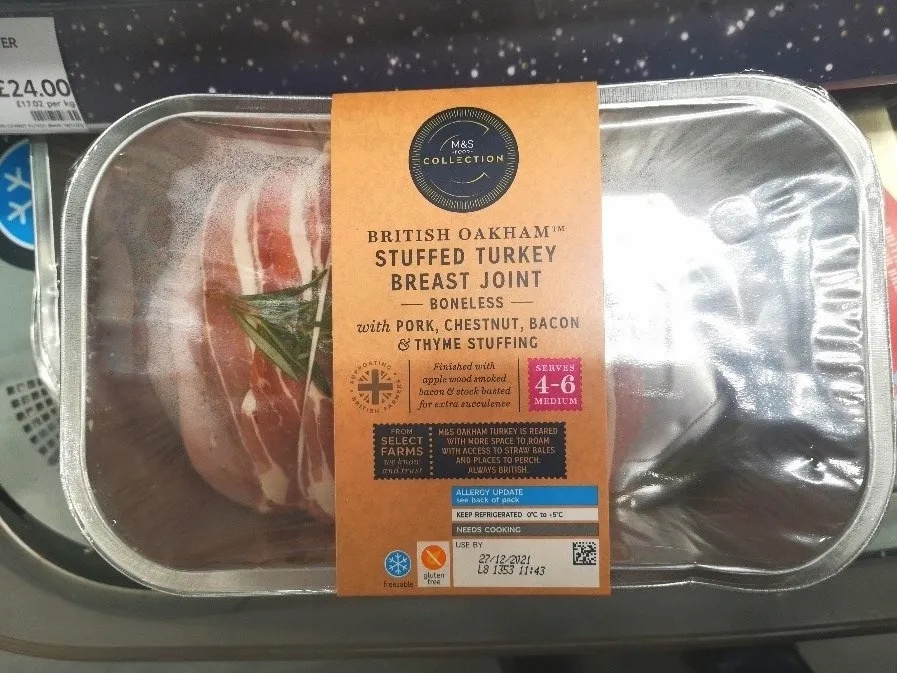 ER
£24.00
£17.02 per kg
M&S
FOOD
COLLECTION
BRITISH OAKHAM™
STUFFED TURKEY
BREAST JOINT
BONELESS
with PORK, CHESTNUT, BACON
& THYME STUFFING
SUPPORTING
BRITISH FARMERS
Finished with
apple wood smoked
bacon & stock basted
for extra succulence
SERVES
4-6
MEDIUM
FROM
SELECT
FARMS
we know
and trust
M&S OAKHAM TURKEY IS REARED
WITH MORE SPACE TO ROAM
WITH ACCESS TO STRAW BALES
AND PLACES TO PERCH.
ALWAYS BRITISH.
ALLERGY UPDATE
see back of pack
KEEP REFRIGERATED 0°C to +5°C
NEEDS COOKING
USE BY
27/12/2021
L8 1353 11:43
freezable
gluten
free